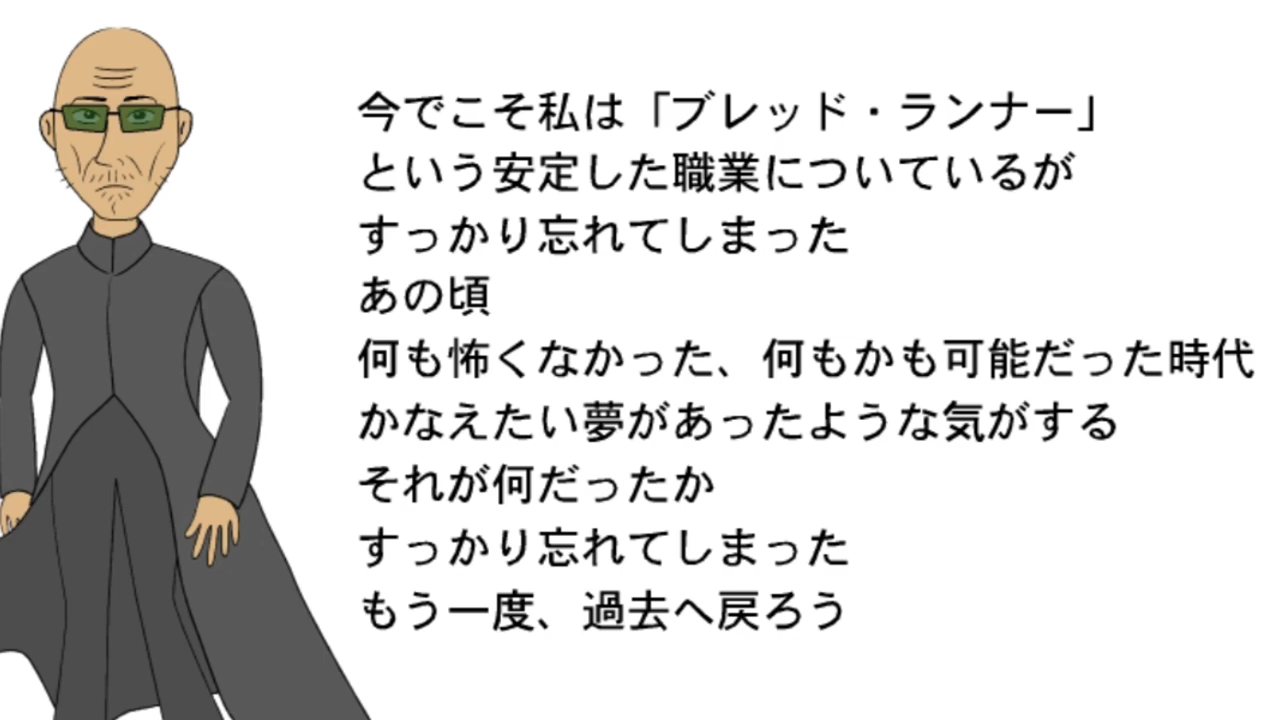 今でこそ私は「ブレッド・ランナー」
という安定した職業についているが
すっかり忘れてしまった
あの頃
何も怖くなかった、何もかも可能だった時代
かなえたい夢があったような気がする
それが何だったか
すっかり忘れてしまった
もう一度、過去へ戻ろう